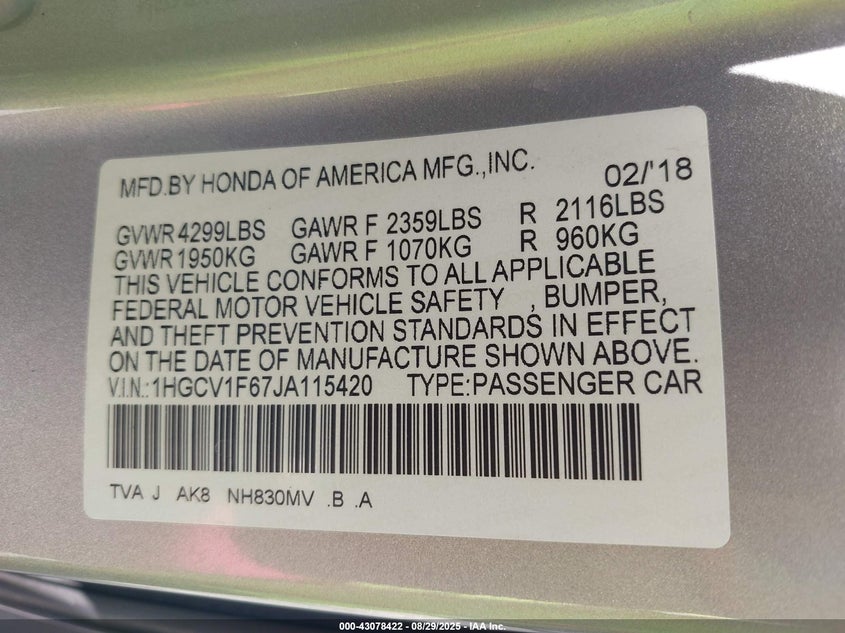 MFD.BY HONDA OF AMERICA MFG.,INC. 02/'18
GVWR 4299LBS GAWR F 2359LBS R 2116LBS
GVWR 1950KG GAWR F 1070KG R 960KG
THIS VEHICLE CONFORMS TO ALL APPLICABLE
FEDERAL MOTOR VEHICLE SAFETY , BUMPER,
AND THEFT PREVENTION STANDARDS IN EFFECT
ON THE DATE OF MANUFACTURE SHOWN ABOVE.
V.I.N.:1HGCV1F67JA115420 TYPE:PASSENGER CAR
TVA J AK8 NH830MV .B .A
000-43078422 - 08/29/2025 - IAA Inc.